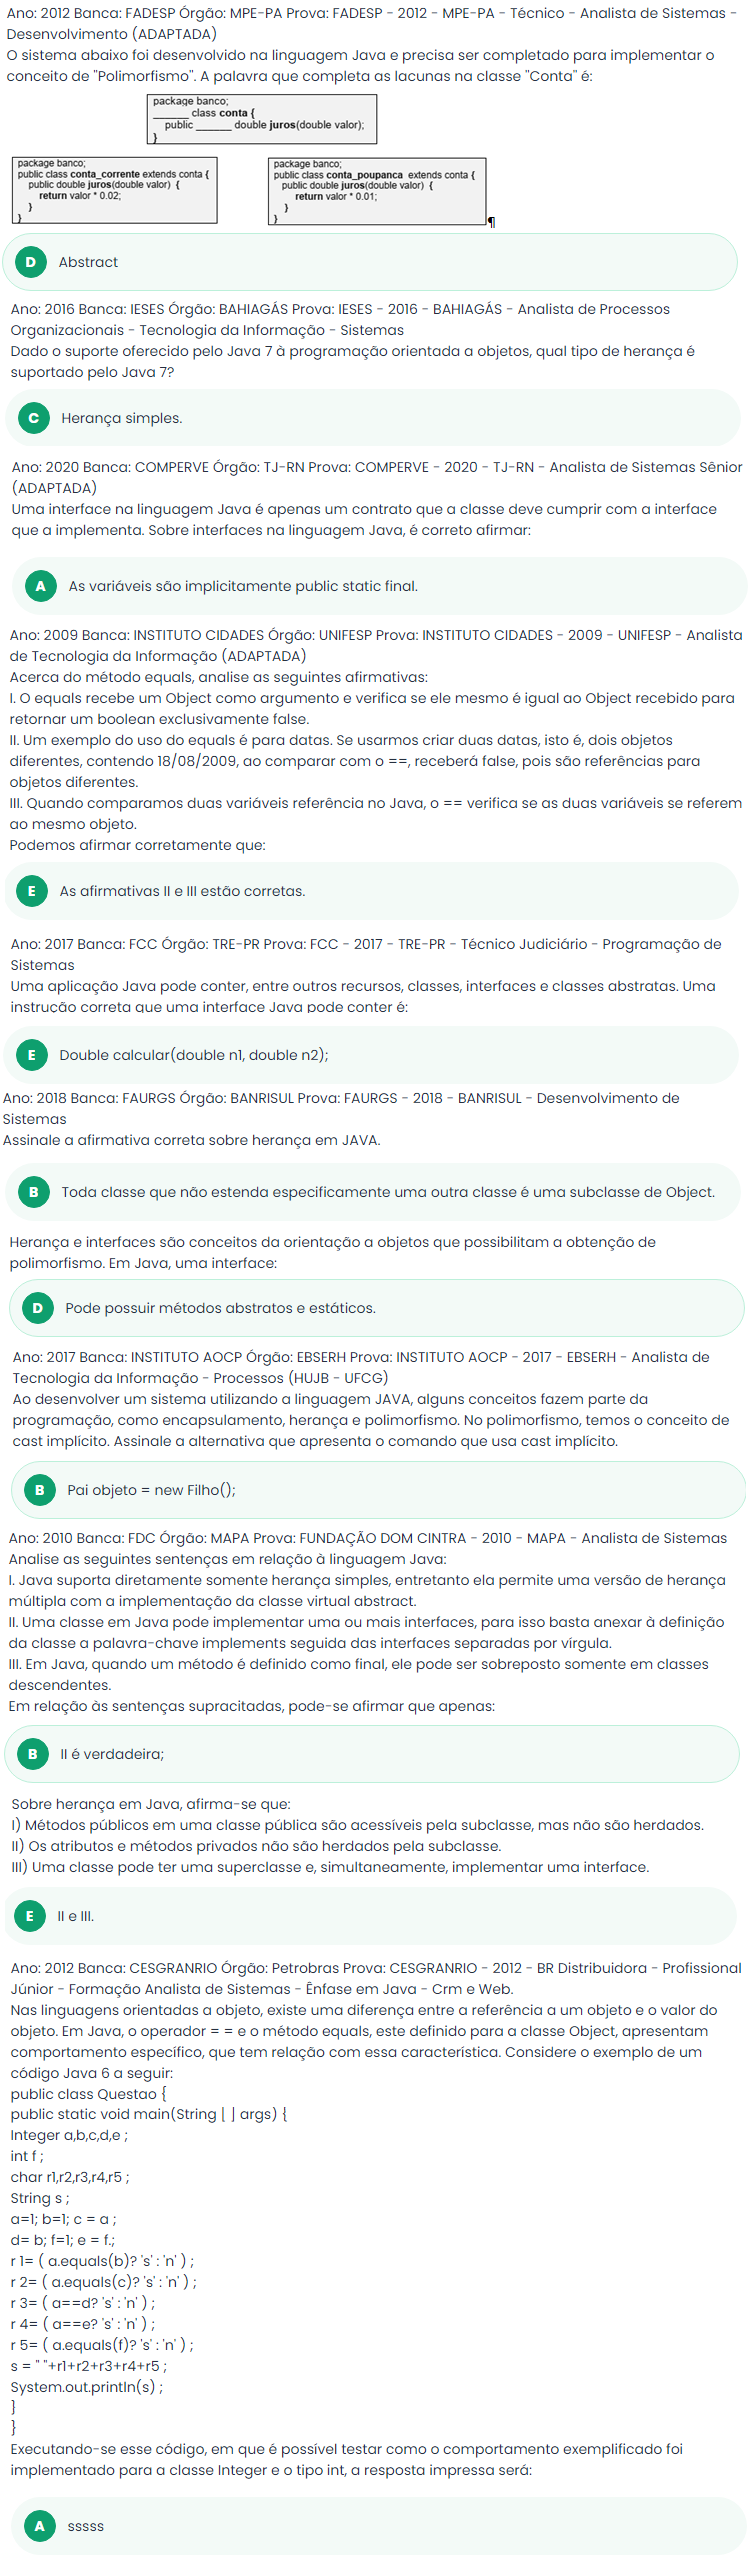 Ano: 2012 Banca: FADESP Órgão: MPE-PA Prova: FADESP - 2012 - MPE-PA - Técnico - Analista de Sistemas -
Desenvolvimento (ADAPTADA)
O sistema abaixo foi desenvolvido na linguagem Java e precisa ser completado para implementar o
conceito de "Polimorfismo". A palavra que completa as lacunas na classe "Conta" é:
package banco;
______ class conta {
public ______ double juros(double valor);
}
package banco;
public class conta_corrente extends conta {
public double juros(double valor) {
return valor * 0.02;
}
}
package banco;
public class conta_poupanca extends conta {
public double juros(double valor) {
return valor * 0.01;
}
}
¶
D Abstract
Ano: 2016 Banca: IESES Órgão: BAHIAGÁS Prova: IESES - 2016 - BAHIAGÁS - Analista de Processos
Organizacionais - Tecnologia da Informação - Sistemas
Dado o suporte oferecido pelo Java 7 à programação orientada a objetos, qual tipo de herança é
suportado pelo Java 7?
C Herança simples.
Ano: 2020 Banca: COMPERVE Órgão: TJ-RN Prova: COMPERVE - 2020 - TJ-RN - Analista de Sistemas Sênior
(ADAPTADA)
Uma interface na linguagem Java é apenas um contrato que a classe deve cumprir com a interface
que a implementa. Sobre interfaces na linguagem Java, é correto afirmar:
A As variáveis são implicitamente public static final.
Ano: 2009 Banca: INSTITUTO CIDADES Órgão: UNIFESP Prova: INSTITUTO CIDADES - 2009 - UNIFESP - Analista
de Tecnologia da Informação (ADAPTADA)
Acerca do método equals, analise as seguintes afirmativas:
I. O equals recebe um Object como argumento e verifica se ele mesmo é igual ao Object recebido para
retornar um boolean exclusivamente false.
II. Um exemplo do uso do equals é para datas. Se usarmos criar duas datas, isto é, dois objetos
diferentes, contendo 18/08/2009, ao comparar com o ==, receberá false, pois são referências para
objetos diferentes.
III. Quando comparamos duas variáveis referência no Java, o == verifica se as duas variáveis se referem
ao mesmo objeto.
Podemos afirmar corretamente que:
E As afirmativas II e III estão corretas.
Ano: 2017 Banca: FCC Órgão: TRE-PR Prova: FCC - 2017 - TRE-PR - Técnico Judiciário - Programação de
Sistemas
Uma aplicação Java pode conter, entre outros recursos, classes, interfaces e classes abstratas. Uma
instrução correta que uma interface Java pode conter é:
E Double calcular(double n1, double n2);
Ano: 2018 Banca: FAURGS Órgão: BANRISUL Prova: FAURGS - 2018 - BANRISUL - Desenvolvimento de
Sistemas
Assinale a afirmativa correta sobre herança em JAVA.
B Toda classe que não estenda especificamente uma outra classe é uma subclasse de Object.
Herança e interfaces são conceitos da orientação a objetos que possibilitam a obtenção de
polimorfismo. Em Java, uma interface:
D Pode possuir métodos abstratos e estáticos.
Ano: 2017 Banca: INSTITUTO AOCP Órgão: EBSERH Prova: INSTITUTO AOCP - 2017 - EBSERH - Analista de
Tecnologia da Informação - Processos (HUJB - UFCG)
Ao desenvolver um sistema utilizando a linguagem JAVA, alguns conceitos fazem parte da
programação, como encapsulamento, herança e polimorfismo. No polimorfismo, temos o conceito de
cast implícito. Assinale a alternativa que apresenta o comando que usa cast implícito.
B Pai objeto = new Filho();
Ano: 2010 Banca: FDC Órgão: MAPA Prova: FUNDAÇÃO DOM CINTRA - 2010 - MAPA - Analista de Sistemas
Analise as seguintes sentenças em relação à linguagem Java:
I. Java suporta diretamente somente herança simples, entretanto ela permite uma versão de herança
múltipla com a implementação da classe virtual abstract.
II. Uma classe em Java pode implementar uma ou mais interfaces, para isso basta anexar à definição
da classe a palavra-chave implements seguida das interfaces separadas por vírgula.
III. Em Java, quando um método é definido como final, ele pode ser sobreposto somente em classes
descendentes.
Em relação às sentenças supracitadas, pode-se afirmar que apenas:
B II é verdadeira;
Sobre herança em Java, afirma-se que:
I) Métodos públicos em uma classe pública são acessíveis pela subclasse, mas não são herdados.
II) Os atributos e métodos privados não são herdados pela subclasse.
III) Uma classe pode ter uma superclasse e, simultaneamente, implementar uma interface.
E II e III.
Ano: 2012 Banca: CESGRANRIO Órgão: Petrobras Prova: CESGRANRIO - 2012 - BR Distribuidora - Profissional
Júnior - Formação Analista de Sistemas - Ênfase em Java - Crm e Web.
Nas linguagens orientadas a objeto, existe uma diferença entre a referência a um objeto e o valor do
objeto. Em Java, o operador = = e o método equals, este definido para a classe Object, apresentam
comportamento específico, que tem relação com essa característica. Considere o exemplo de um
código Java 6 a seguir:
public class Questao {
public static void main(String [ ] args) {
Integer a,b,c,d,e ;
int f ;
char r1,r2,r3,r4,r5 ;
String s ;
a=1; b=1; c = a ;
d= b; f=1; e = f.;
r 1= ( a.equals(b)? 's' : 'n' ) ;
r 2= ( a.equals(c)? 's' : 'n' ) ;
r 3= ( a==d? 's' : 'n' ) ;
r 4= ( a==e? 's' : 'n' ) ;
r 5= ( a.equals(f)? 's' : 'n' ) ;
s = " "+r1+r2+r3+r4+r5 ;
System.out.println(s) ;
}
}
Executando-se esse código, em que é possível testar como o comportamento exemplificado foi
implementado para a classe Integer e o tipo int, a resposta impressa será:
A sssss